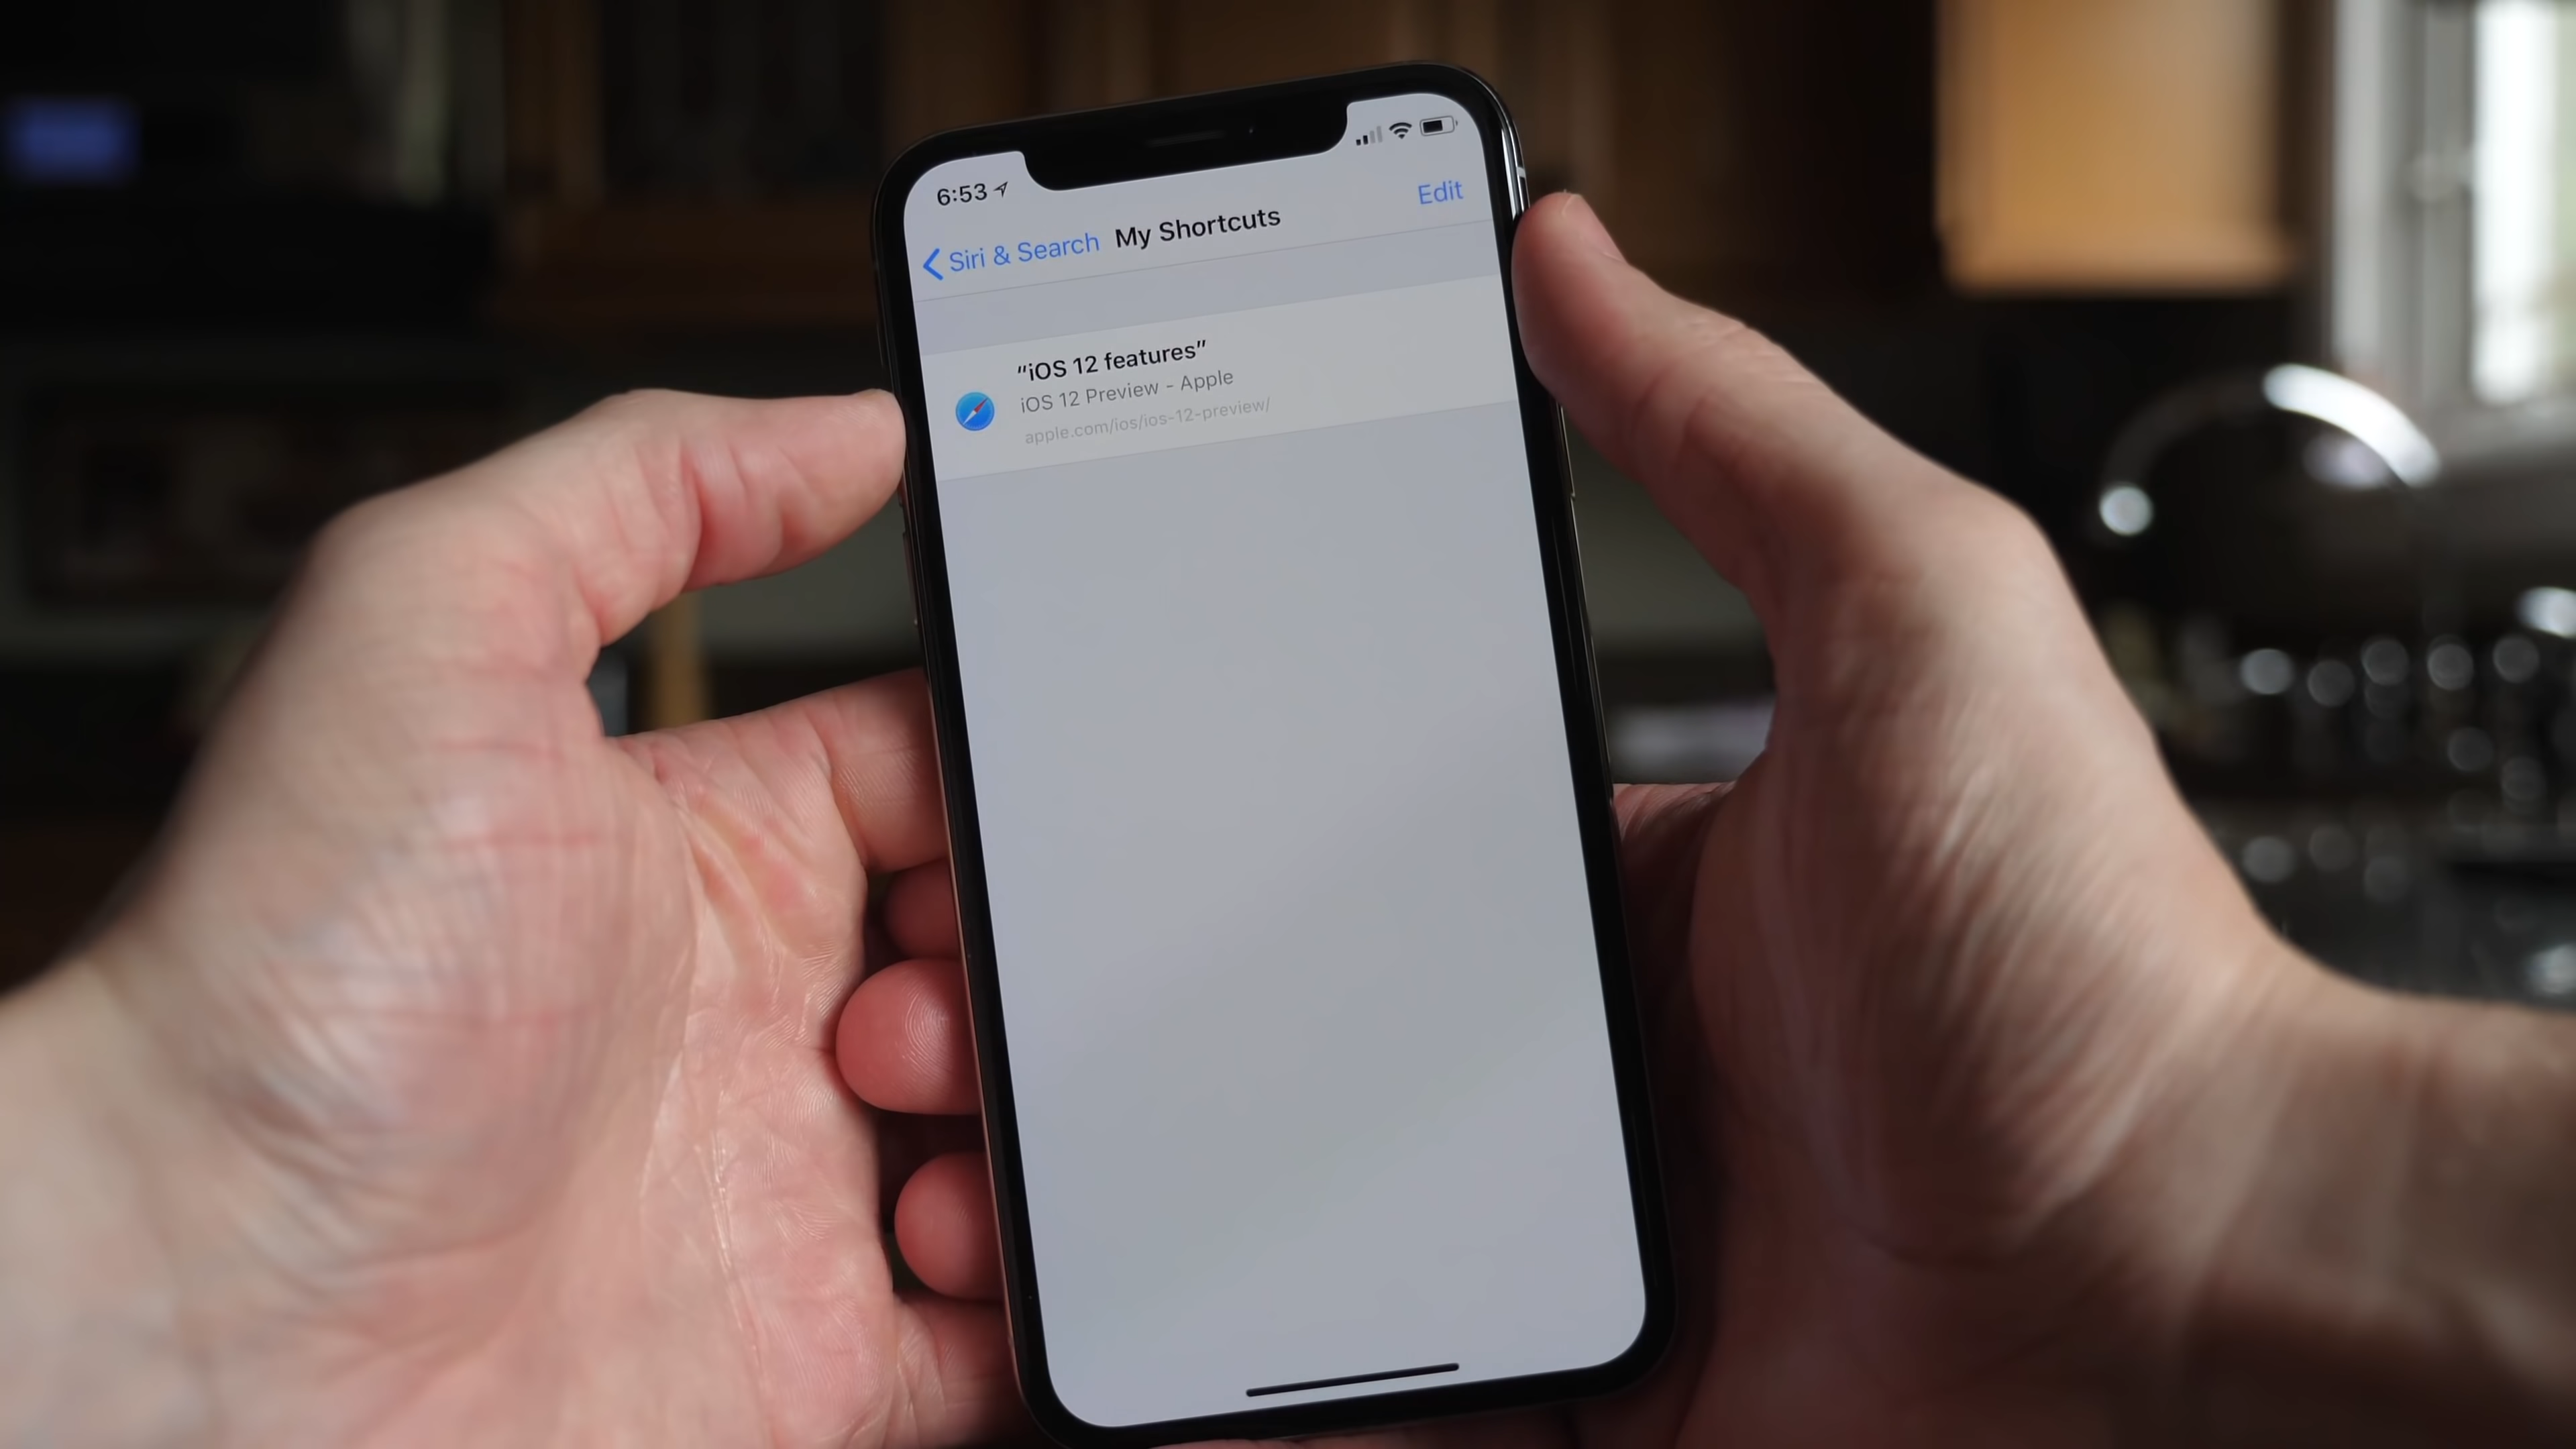 6:53
Edit
Siri & Search My Shortcuts
“iOS 12 features”
iOS 12 Preview - Apple
apple.com/ios/ios-12-preview/